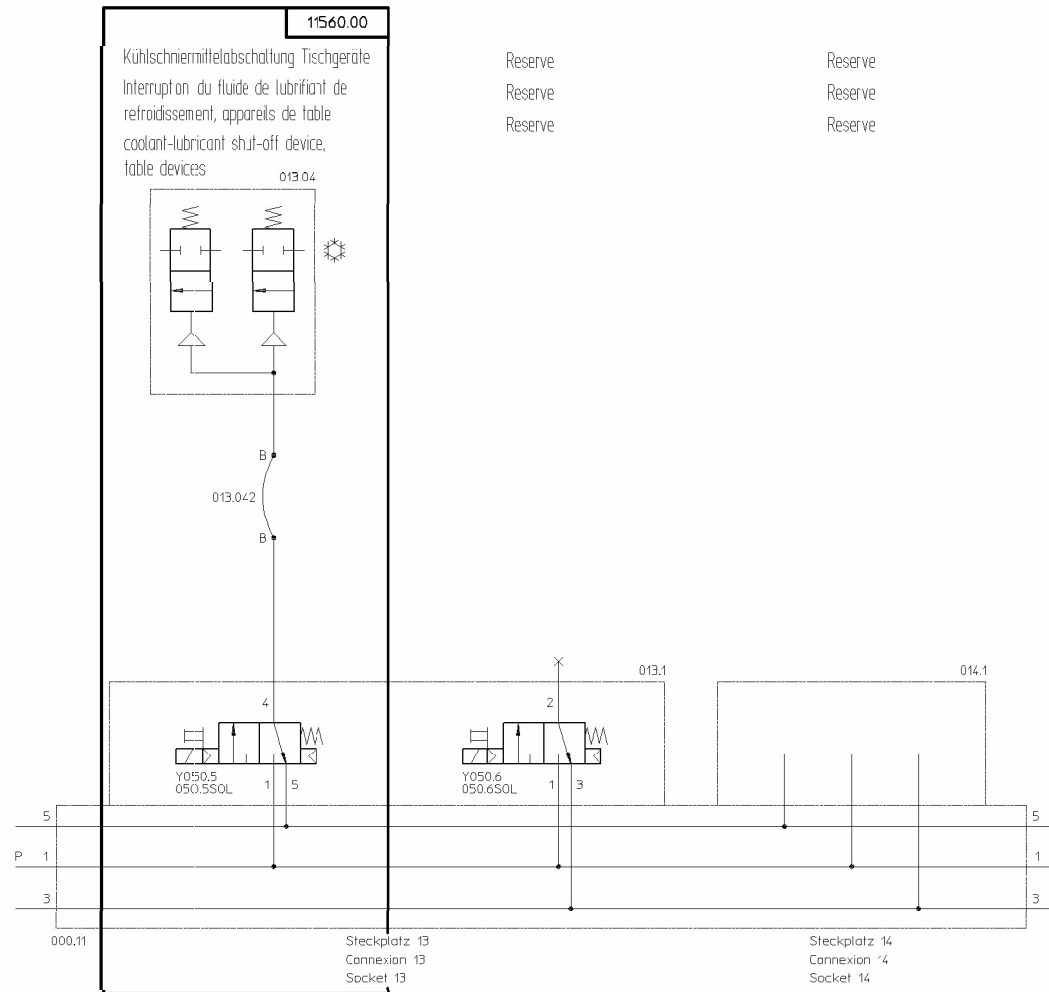 11560.00
Kühlschniermittelabschaltung Tischgeräte
Interruption du fluide de lubrifiant de
refroidissement, appareils de table
coolant-lubricant shut-off device,
table devices
Reserve
Reserve
Reserve
Reserve
Reserve
Reserve
013.04
B
013.042
B
013.1
014.1
4
2
Y050.5
050.5SOL
1 5
Y050.6
050.6SOL
1 3
5 5
P 1 1
3 3
000.11
Steckplatz 13
Connexion 13
Socket 13
Steckplatz 14
Connexion 14
Socket 14